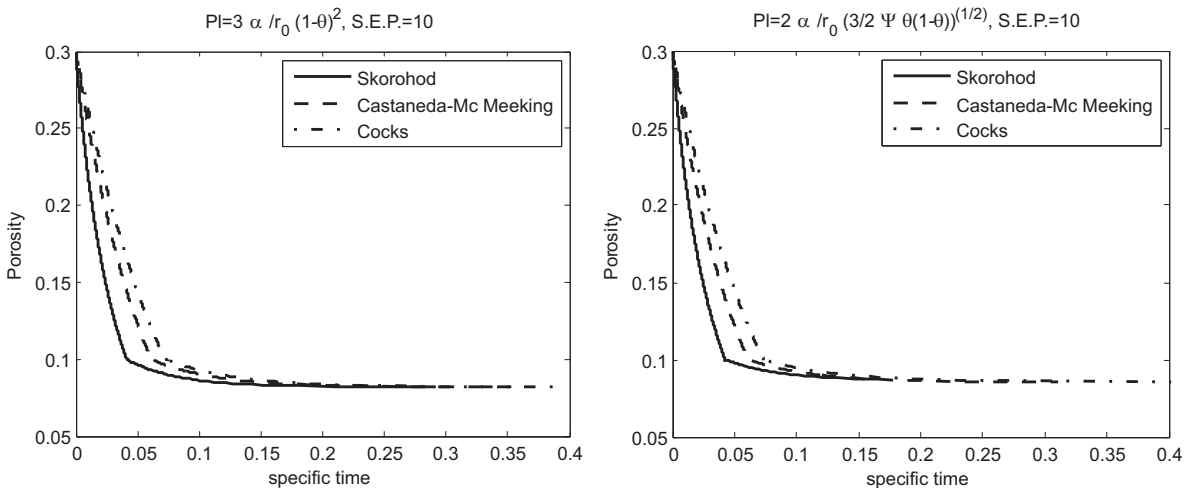 Pl=3 α /r₀ (1-θ)², S.E.P.=10
0.3
0.25
0.2
0.15
0.1
0.05
Porosity
Skorohod
Castaneda-Mc Meeking
Cocks
0 0.05 0.1 0.15 0.2 0.25 0.3 0.35 0.4
specific time
Pl=2 α /r₀ (3/2 Ψ θ(1-θ))⁽¹/²⁾, S.E.P.=10
0.3
0.25
0.2
0.15
0.1
0.05
Porosity
Skorohod
Castaneda-Mc Meeking
Cocks
0 0.05 0.1 0.15 0.2 0.25 0.3 0.35 0.4
specific time